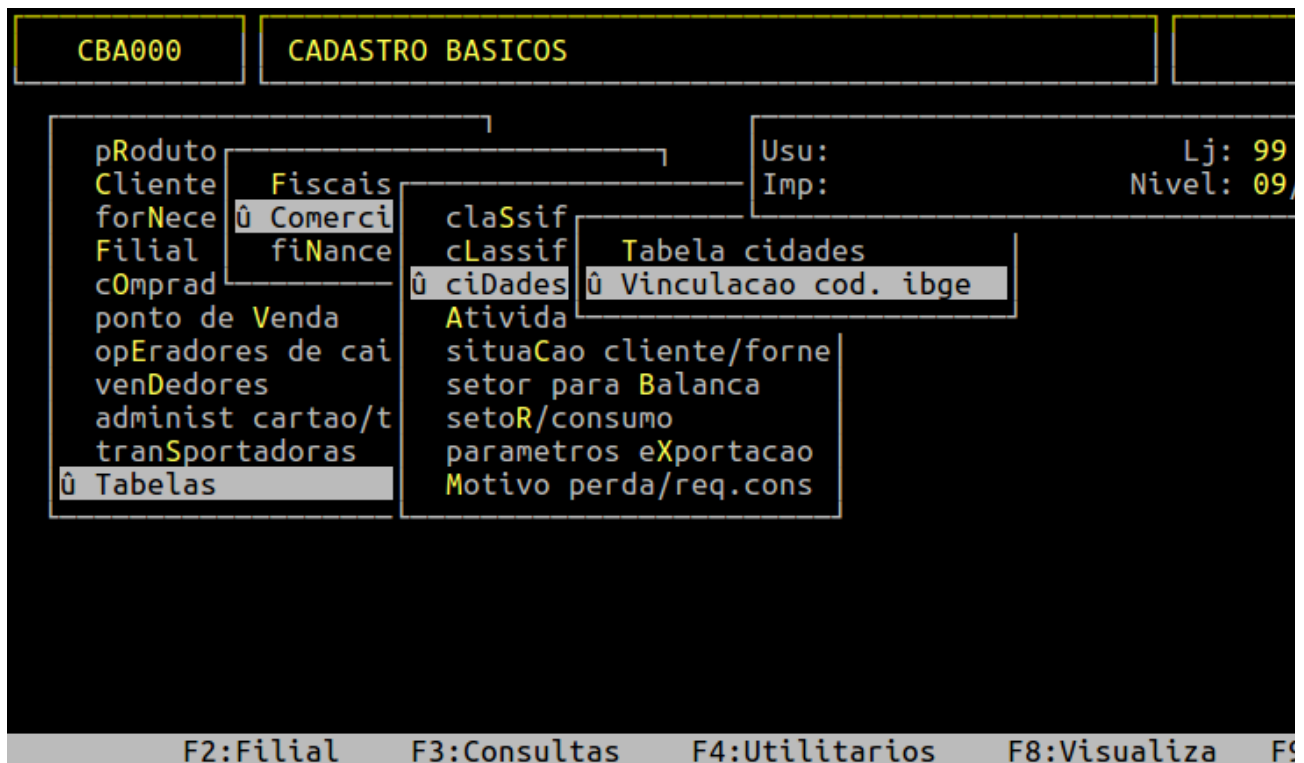 CBA000 CADASTRO BASICOS
pRoduto Usu: Lj: 99
Cliente Fiscais Imp: Nivel: 09/
forNece û Comerci claSsif
Filial fiNance cLassif Tabela cidades
cOmprad û ciDades û Vinculacao cod. ibge
ponto de Venda Ativida
opEradores de cai situaCao cliente/forne
venDedores setor para Balanca
administ cartao/t setoR/consumo
tranSportadoras parametros eXportacao
û Tabelas Motivo perda/req.cons
F2:Filial F3:Consultas F4:Utilitarios F8:Visualiza